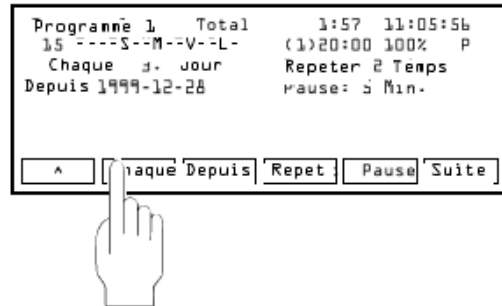 Programme 1 Total 1:57 11:05:56
15 ----S--M--V--L- (1)20:00 100% P
Chaque Jour Repeter 2 Temps
Depuis 1999-12-28 Pause: Min.
^ Chaque Depuis Repet Pause Suite